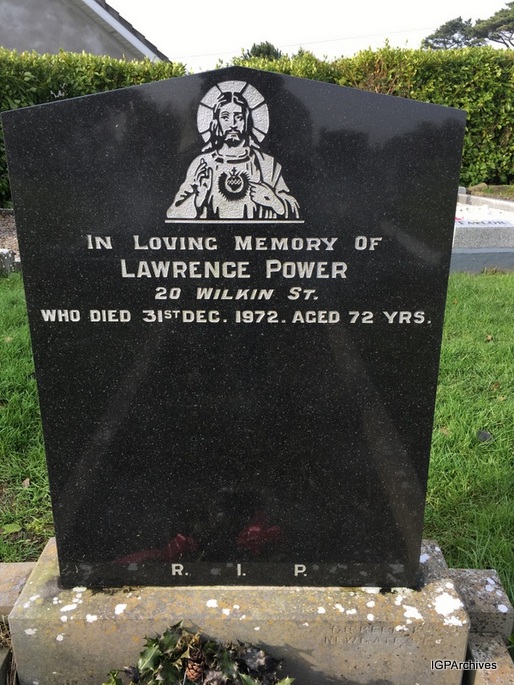 IN LOVING MEMORY OF
LAWRENCE POWER
20 WILKIN ST.
WHO DIED 31ST DEC. 1972. AGED 72 YRS.
R. I. P.
IGPArchives